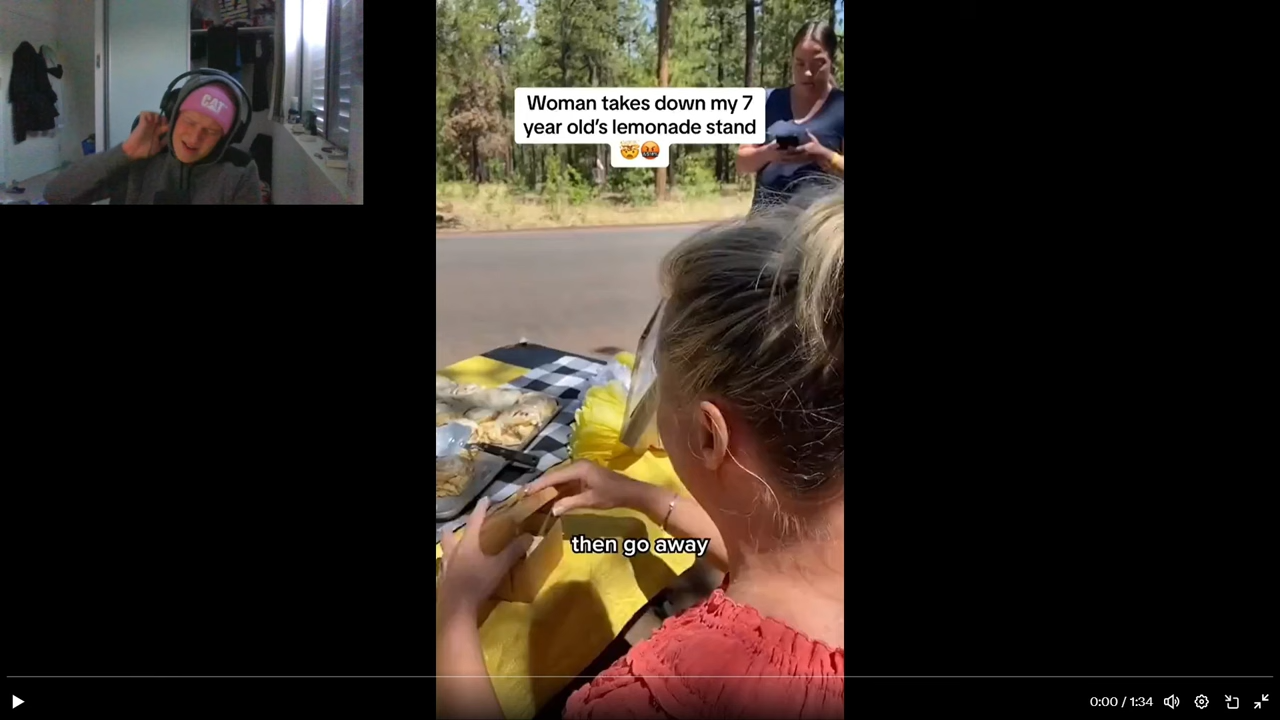 CAT
Woman takes down my 7
year old's lemonade stand
🤯🤬
then go away
0:00 / 1:34